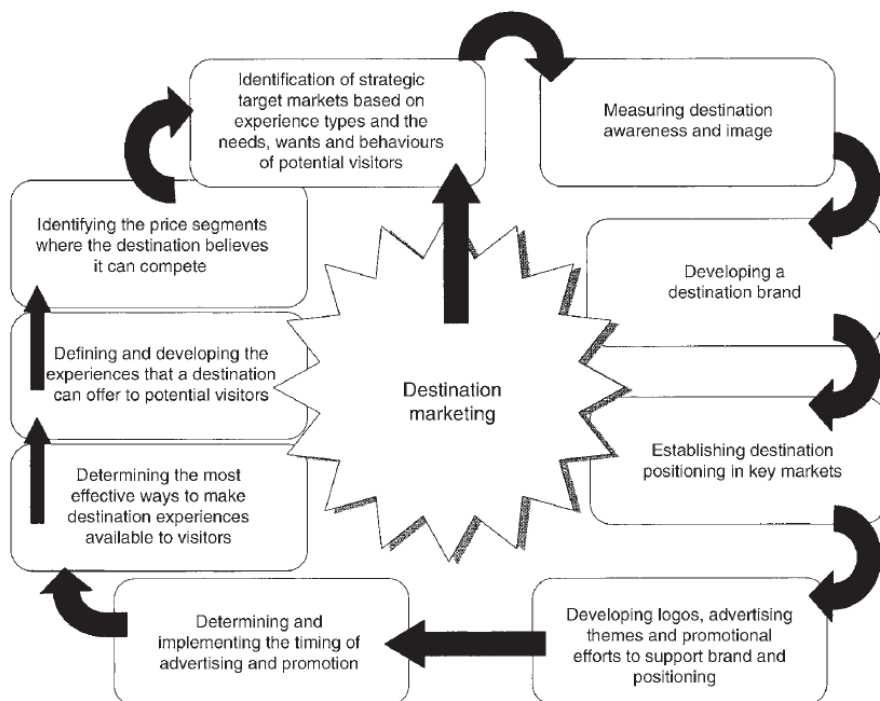 Identification of strategic
target markets based on
experience types and the
needs, wants and behaviours
of potential visitors
Measuring destination
awareness and image
Identifying the price segments
where the destination believes
it can compete
Developing a
destination brand
Defining and developing the
experiences that a destination
can offer to potential visitors
Destination
marketing
Establishing destination
positioning in key markets
Determining the most
effective ways to make
destination experiences
available to visitors
Determining and
implementing the timing of
advertising and promotion
Developing logos, advertising
themes and promotional
efforts to support brand and
positioning